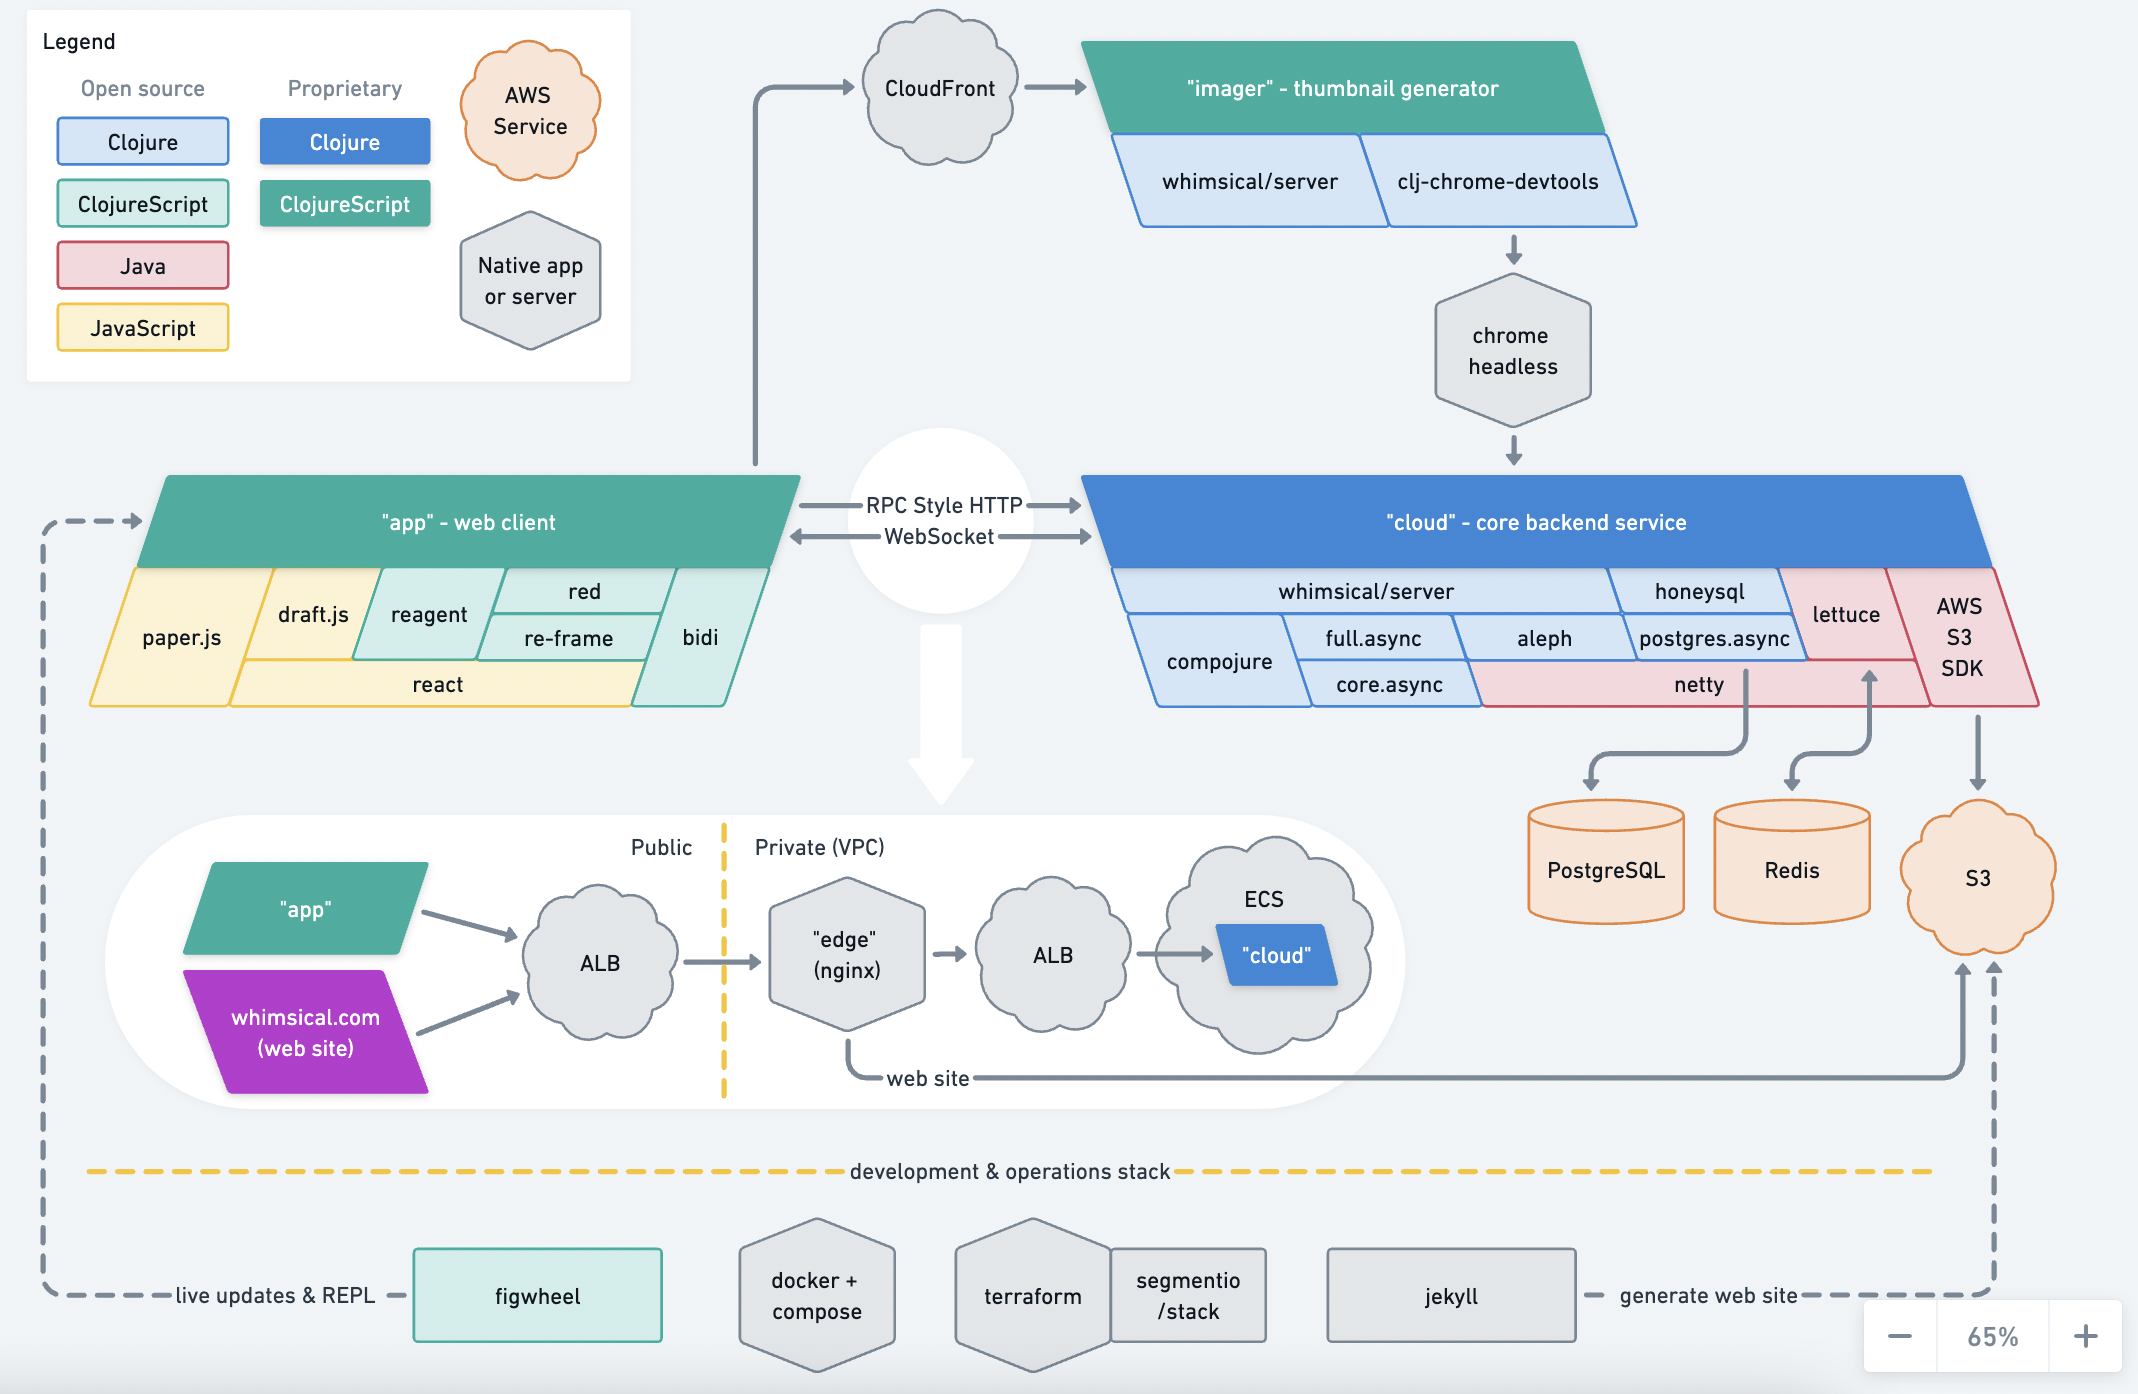 Legend
Open source
Proprietary
Clojure
ClojureScript
Java
JavaScript
Clojure
ClojureScript
AWS
Service
Native app
or server
CloudFront
"imager" - thumbnail generator
whimsical/server
clj-chrome-devtools
chrome
headless
"app" - web client
paper.js
draft.js
reagent
red
re-frame
bidi
react
RPC Style HTTP
WebSocket
"cloud" - core backend service
whimsical/server
honeysql
lettuce
AWS
S3
SDK
compojure
full.async
aleph
postgres.async
core.async
netty
PostgreSQL
Redis
S3
Public
Private (VPC)
"app"
whimsical.com
(web site)
ALB
"edge"
(nginx)
ALB
ECS
"cloud"
web site
development & operations stack
live updates & REPL
figwheel
docker +
compose
terraform
segmentio
/stack
jekyll
generate web site
65%